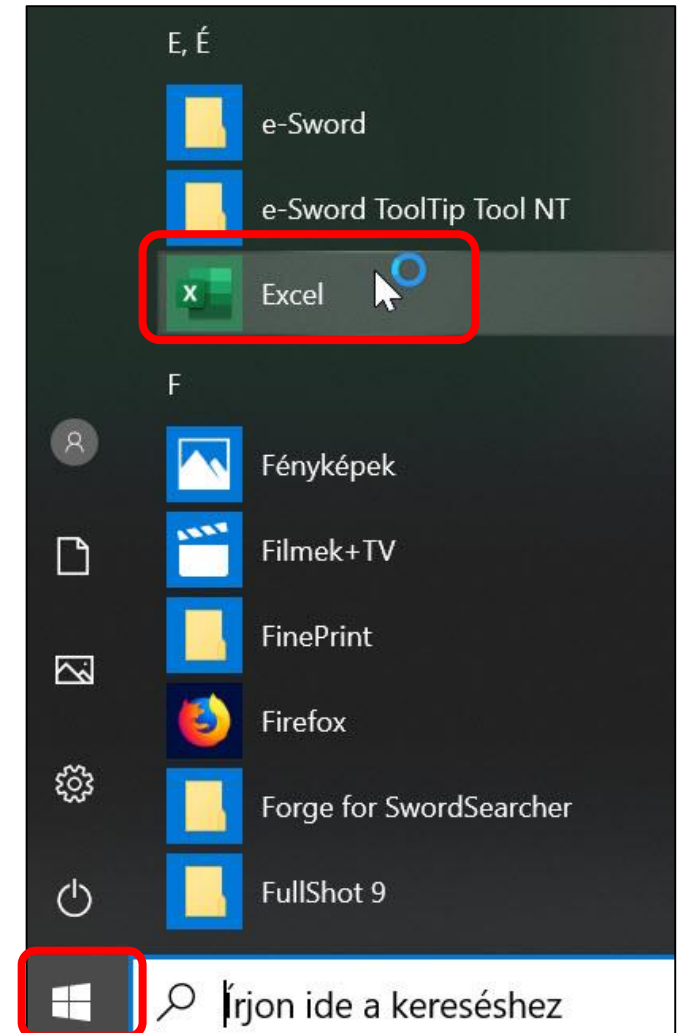 E, É
e-Sword
e-Sword ToolTip Tool NT
Excel
F
Fényképek
Filmek+TV
FinePrint
Firefox
Forge for SwordSearcher
FullShot 9
Írjon ide a kereséshez